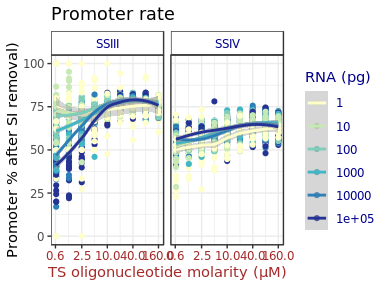 Promoter rate
SSIII
SSIV
Promoter % after SI removal)
100
75
50
25
0
0.6 2.5 10.0 40.0 160.0
0.6 2.5 10.0 40.0 160.0
TS oligonucleotide molarity (µM)
RNA (pg)
1
10
100
1000
10000
1e+05